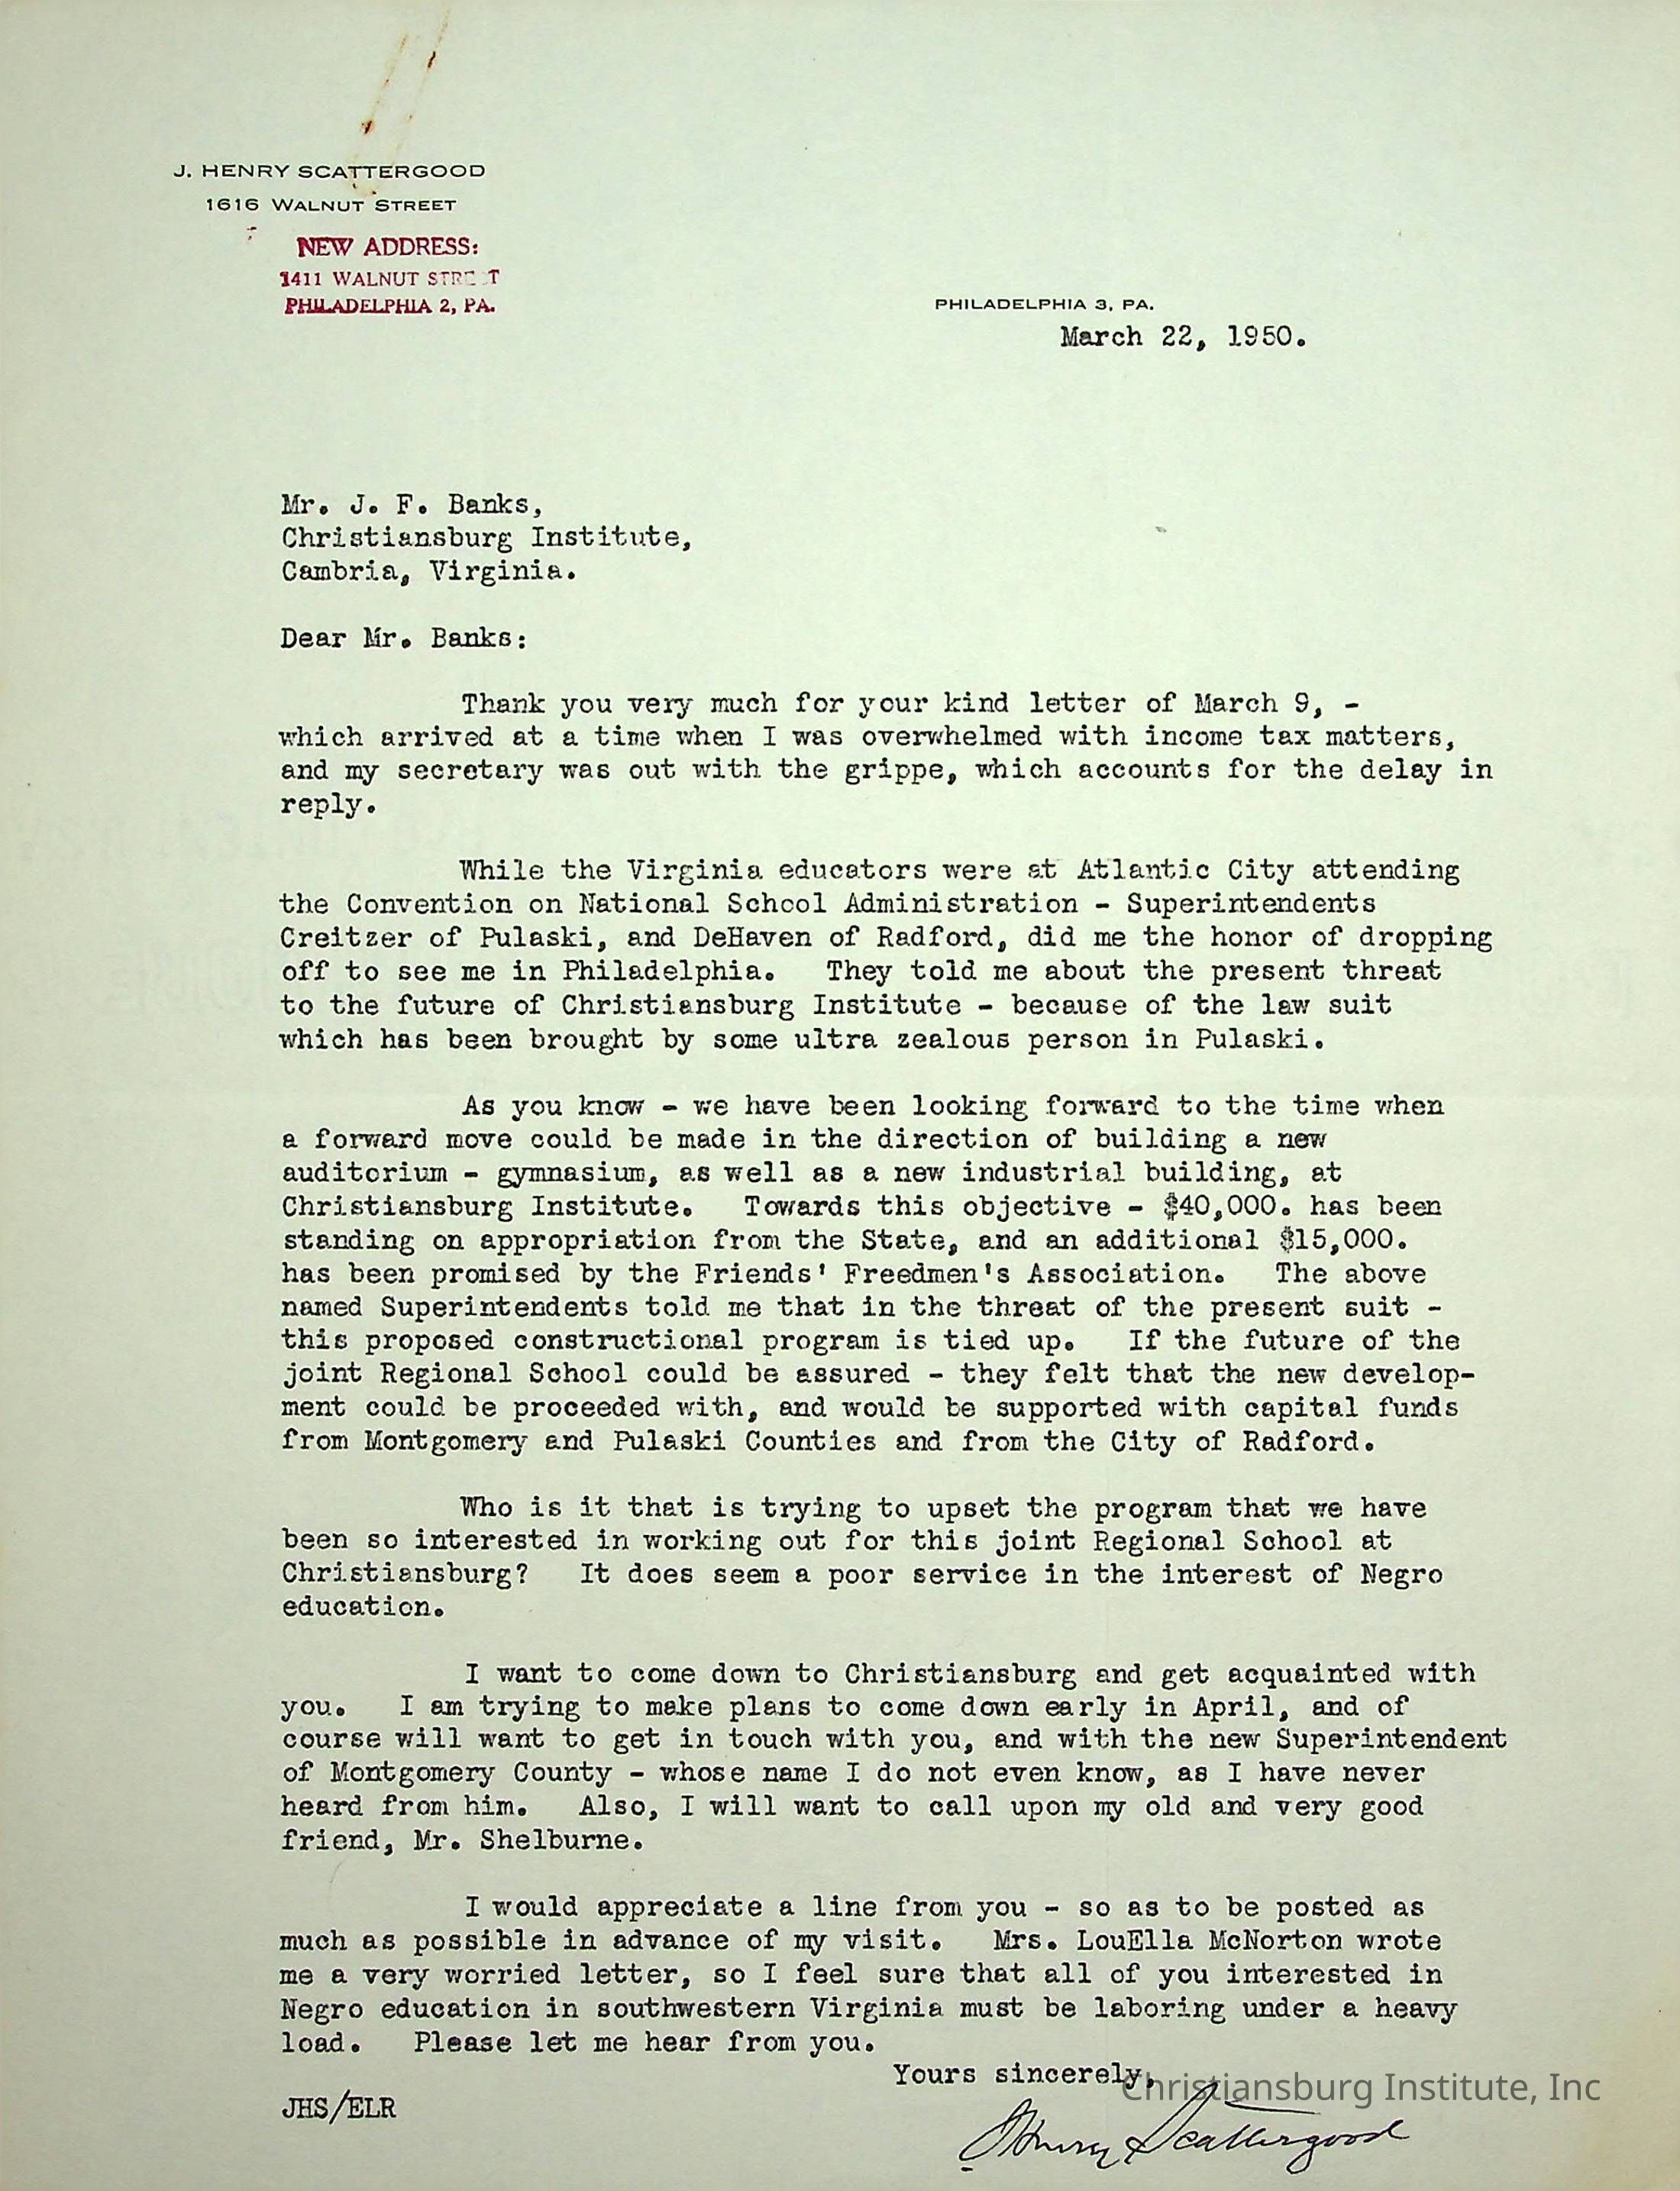 J. HENRY SCATTERGOOD
1616 WALNUT STREET
NEW ADDRESS:
1411 WALNUT STREET
PHILADELPHIA 2, PA.
PHILADELPHIA 3, PA.
March 22, 1950.
Mr. J. F. Banks,
Christiansburg Institute,
Cambria, Virginia.
Dear Mr. Banks:
Thank you very much for your kind letter of March 9, -
which arrived at a time when I was overwhelmed with income tax matters,
and my secretary was out with the grippe, which accounts for the delay in
reply.
While the Virginia educators were at Atlantic City attending
the Convention on National School Administration - Superintendents
Creitzer of Pulaski, and DeHaven of Radford, did me the honor of dropping
off to see me in Philadelphia. They told me about the present threat
to the future of Christiansburg Institute - because of the law suit
which has been brought by some ultra zealous person in Pulaski.
As you know - we have been looking forward to the time when
a forward move could be made in the direction of building a new
auditorium - gymnasium, as well as a new industrial building, at
Christiansburg Institute. Towards this objective - $40,000. has been
standing on appropriation from the State, and an additional $15,000.
has been promised by the Friends' Freedmen's Association. The above
named Superintendents told me that in the threat of the present suit -
this proposed constructional program is tied up. If the future of the
joint Regional School could be assured - they felt that the new develop-
ment could be proceeded with, and would be supported with capital funds
from Montgomery and Pulaski Counties and from the City of Radford.
Who is it that is trying to upset the program that we have
been so interested in working out for this joint Regional School at
Christiansburg? It does seem a poor service in the interest of Negro
education.
I want to come down to Christiansburg and get acquainted with
you. I am trying to make plans to come down early in April, and of
course will want to get in touch with you, and with the new Superintendent
of Montgomery County - whose name I do not even know, as I have never
heard from him. Also, I will want to call upon my old and very good
friend, Mr. Shelburne.
I would appreciate a line from you - so as to be posted as
much as possible in advance of my visit. Mrs. LouElla McNorton wrote
me a very worried letter, so I feel sure that all of you interested in
Negro education in southwestern Virginia must be laboring under a heavy
load. Please let me hear from you.
Yours sincerely,
Christiansburg Institute, Inc
JHS/ELR
J Henry Scattergood